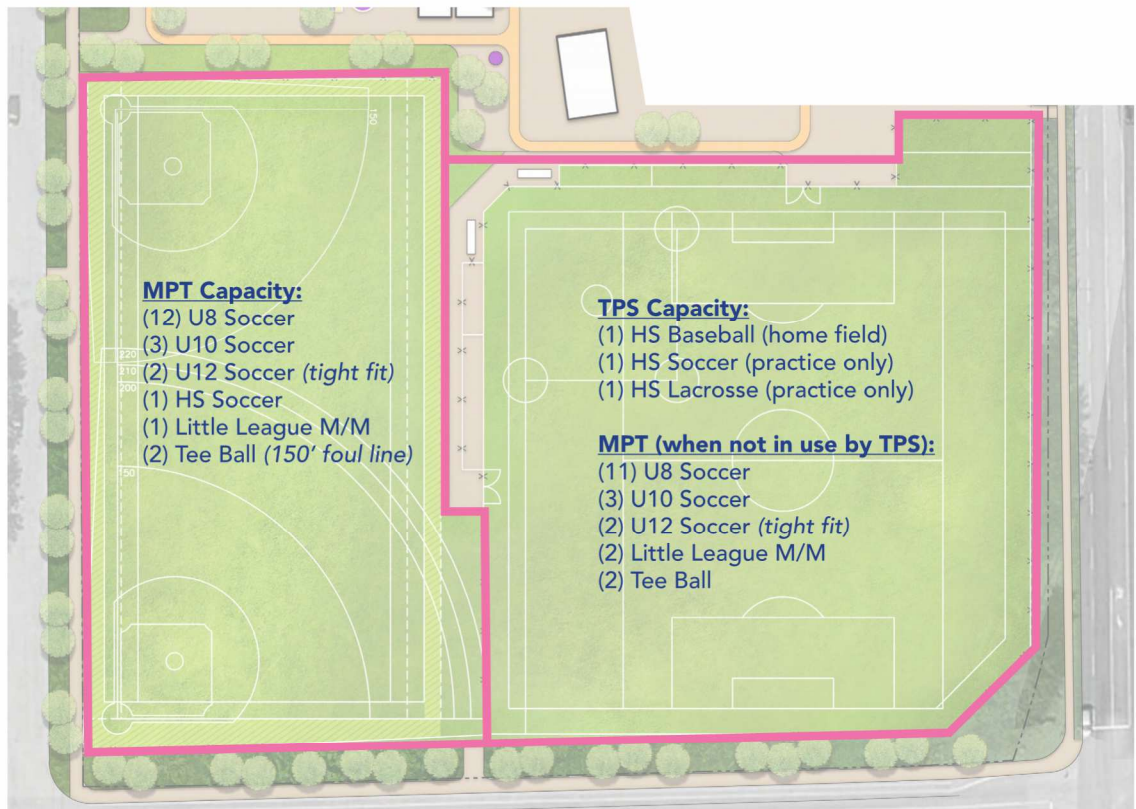 150
MPT Capacity:
(12) U8 Soccer
(3) U10 Soccer
(2) U12 Soccer (tight fit)
(1) HS Soccer
(1) Little League M/M
(2) Tee Ball (150’ foul line)
220
210
200
150
TPS Capacity:
(1) HS Baseball (home field)
(1) HS Soccer (practice only)
(1) HS Lacrosse (practice only)
MPT (when not in use by TPS):
(11) U8 Soccer
(3) U10 Soccer
(2) U12 Soccer (tight fit)
(2) Little League M/M
(2) Tee Ball